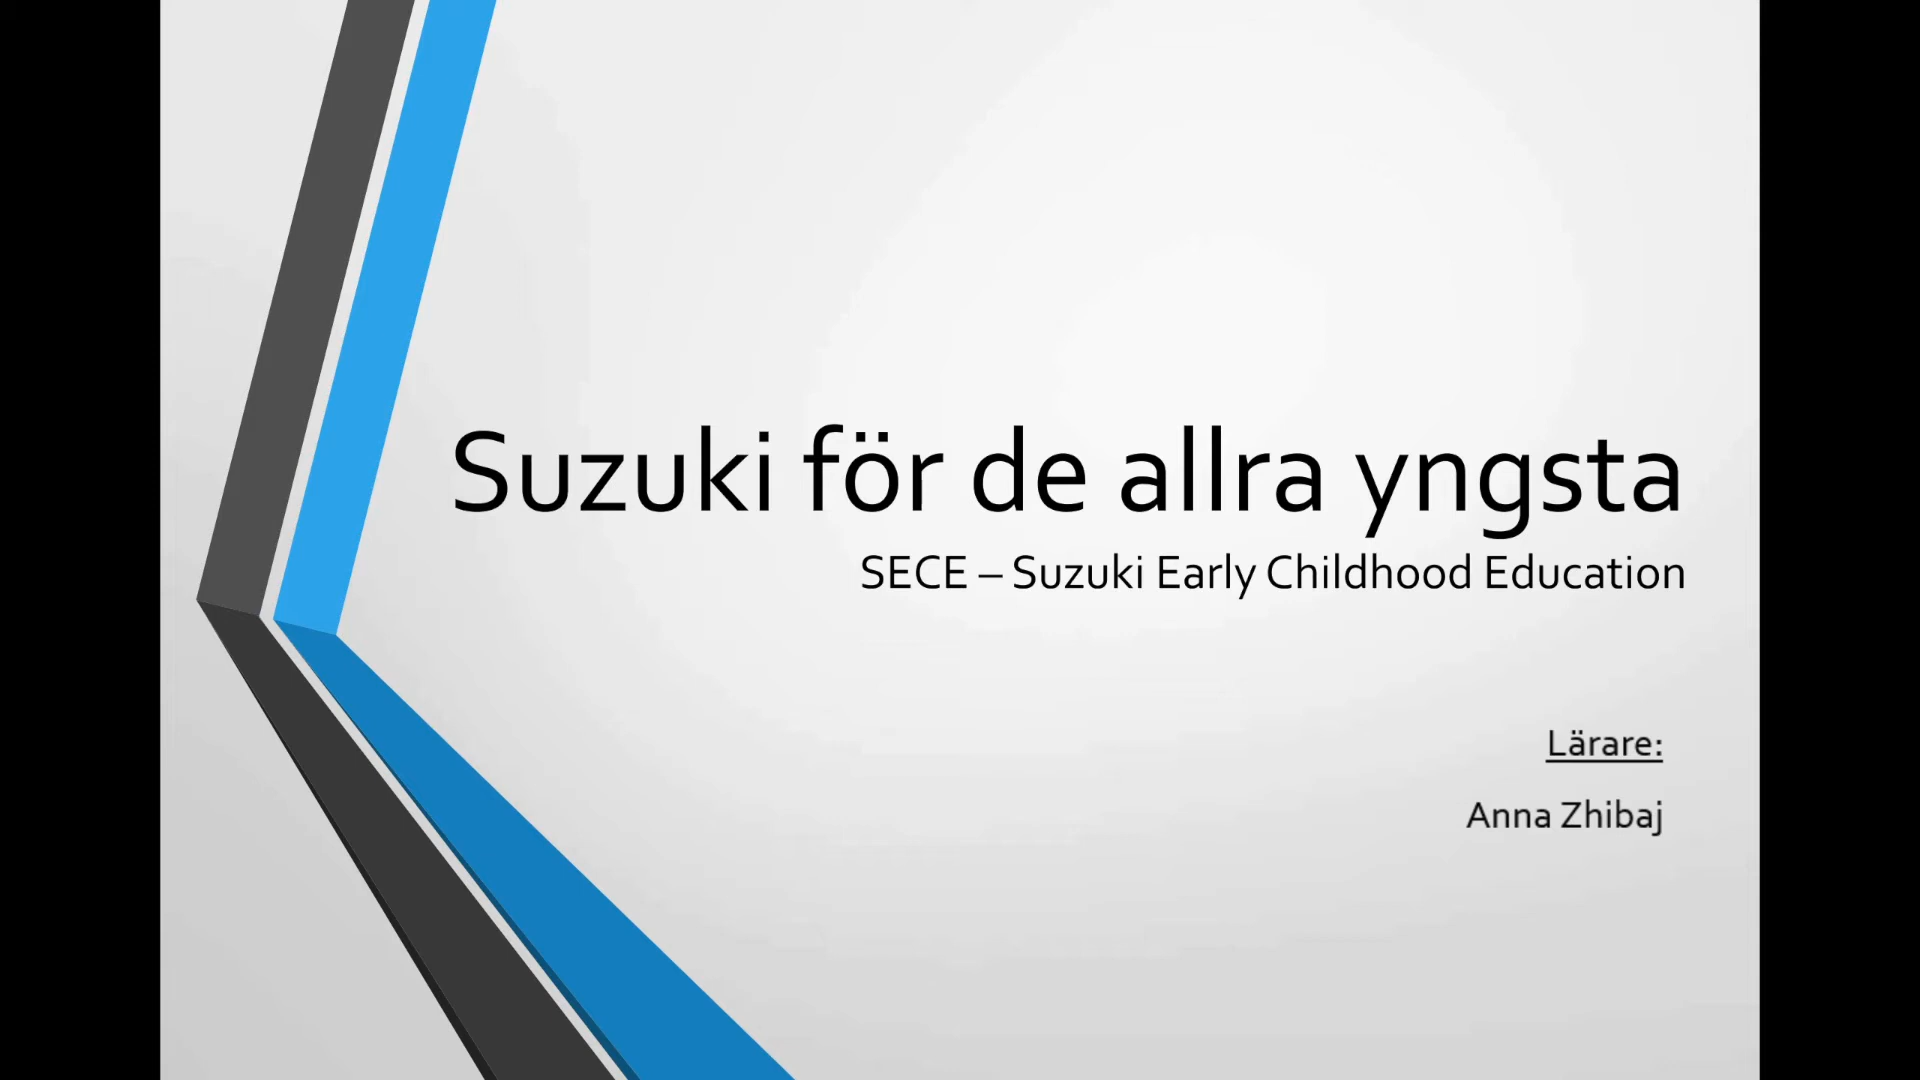 Suzuki för de allra yngsta
SECE – Suzuki Early Childhood Education
Lärare:
Anna Zhibaj